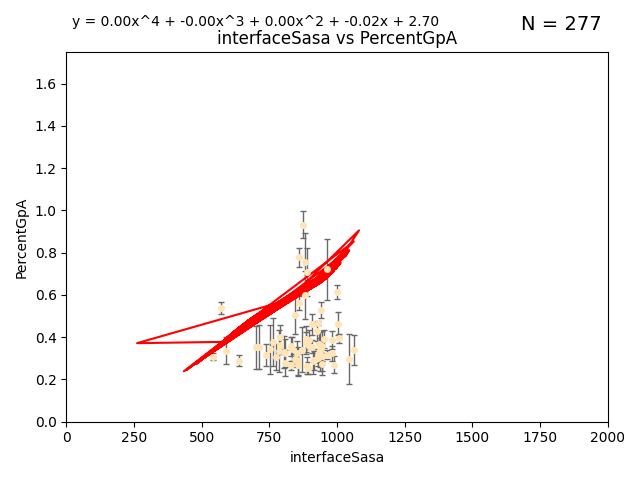 y = 0.00x^4 + -0.00x^3 + 0.00x^2 + -0.02x + 2.70
N = 277
interfaceSasa vs PercentGpA
PercentGpA
1.6
1.4
1.2
1.0
0.8
0.6
0.4
0.2
0.0
0 250 500 750 1000 1250 1500 1750 2000
interfaceSasa